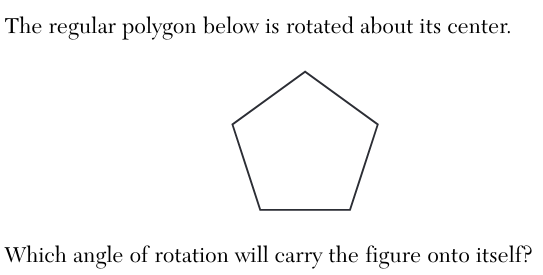 The regular polygon below is rotated about its center.
Which angle of rotation will carry the figure onto itself?